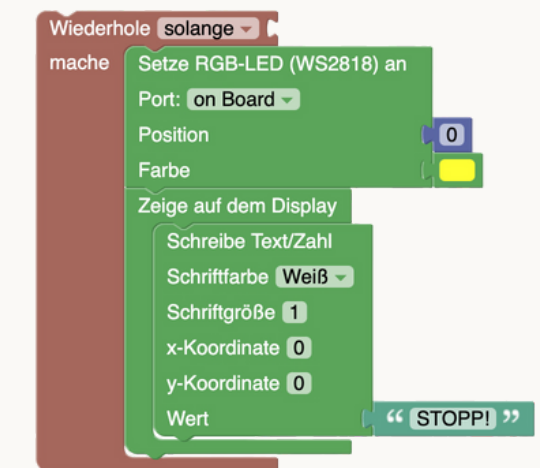 Wiederhole solange
mache
Setze RGB-LED (WS2818) an
Port: on Board
Position 0
Farbe
Zeige auf dem Display
Schreibe Text/Zahl
Schriftfarbe Weiß
Schriftgröße 1
x-Koordinate 0
y-Koordinate 0
Wert “ STOPP! ”